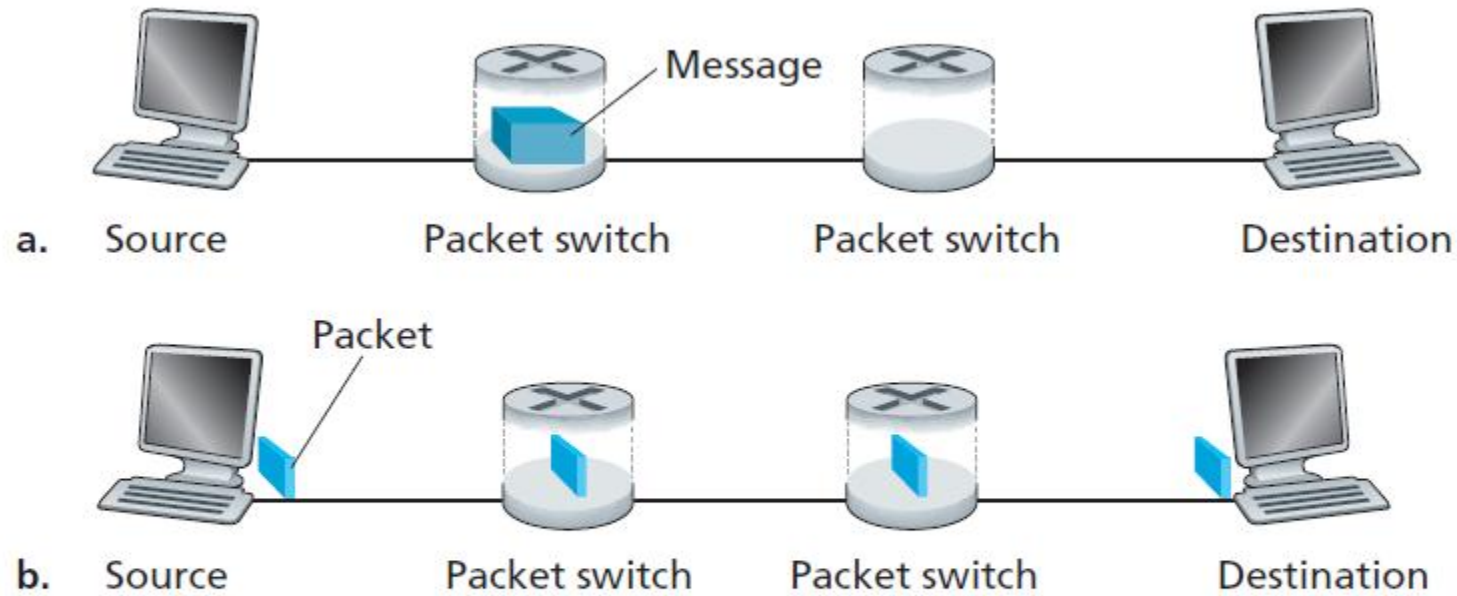 Message
a. Source Packet switch Packet switch Destination
Packet
b. Source Packet switch Packet switch Destination